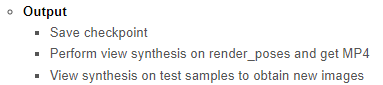 Output
Save checkpoint
Perform view synthesis on render_poses and get MP4
View synthesis on test samples to obtain new images